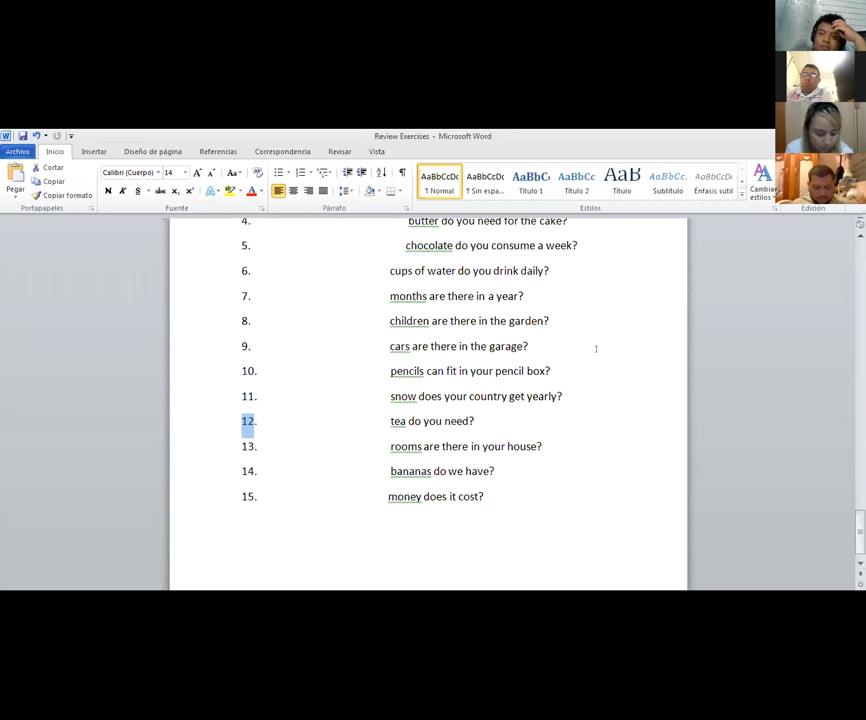 Review Exercises - Microsoft Word
Archivo Inicio Insertar Diseño de página Referencias Correspondencia Revisar Vista
Pegar Cortar
Copiar
Copiar formato
Calibri (Cuerpo) 14
AaBbCcDc AaBbCcDc AaBbC AaBbCc AaB AaBbCc. AaBbCcDc
¶ Normal ¶ Sin espa... Título 1 Título 2 Título Subtítulo Énfasis sutil
Cambiar estilos
Portapapeles Fuente Párrafo Estilos Edición
4. butter do you need for the cake?
5. chocolate do you consume a week?
6. cups of water do you drink daily?
7. months are there in a year?
8. children are there in the garden?
9. cars are there in the garage?
10. pencils can fit in your pencil box?
11. snow does your country get yearly?
12. tea do you need?
13. rooms are there in your house?
14. bananas do we have?
15. money does it cost?